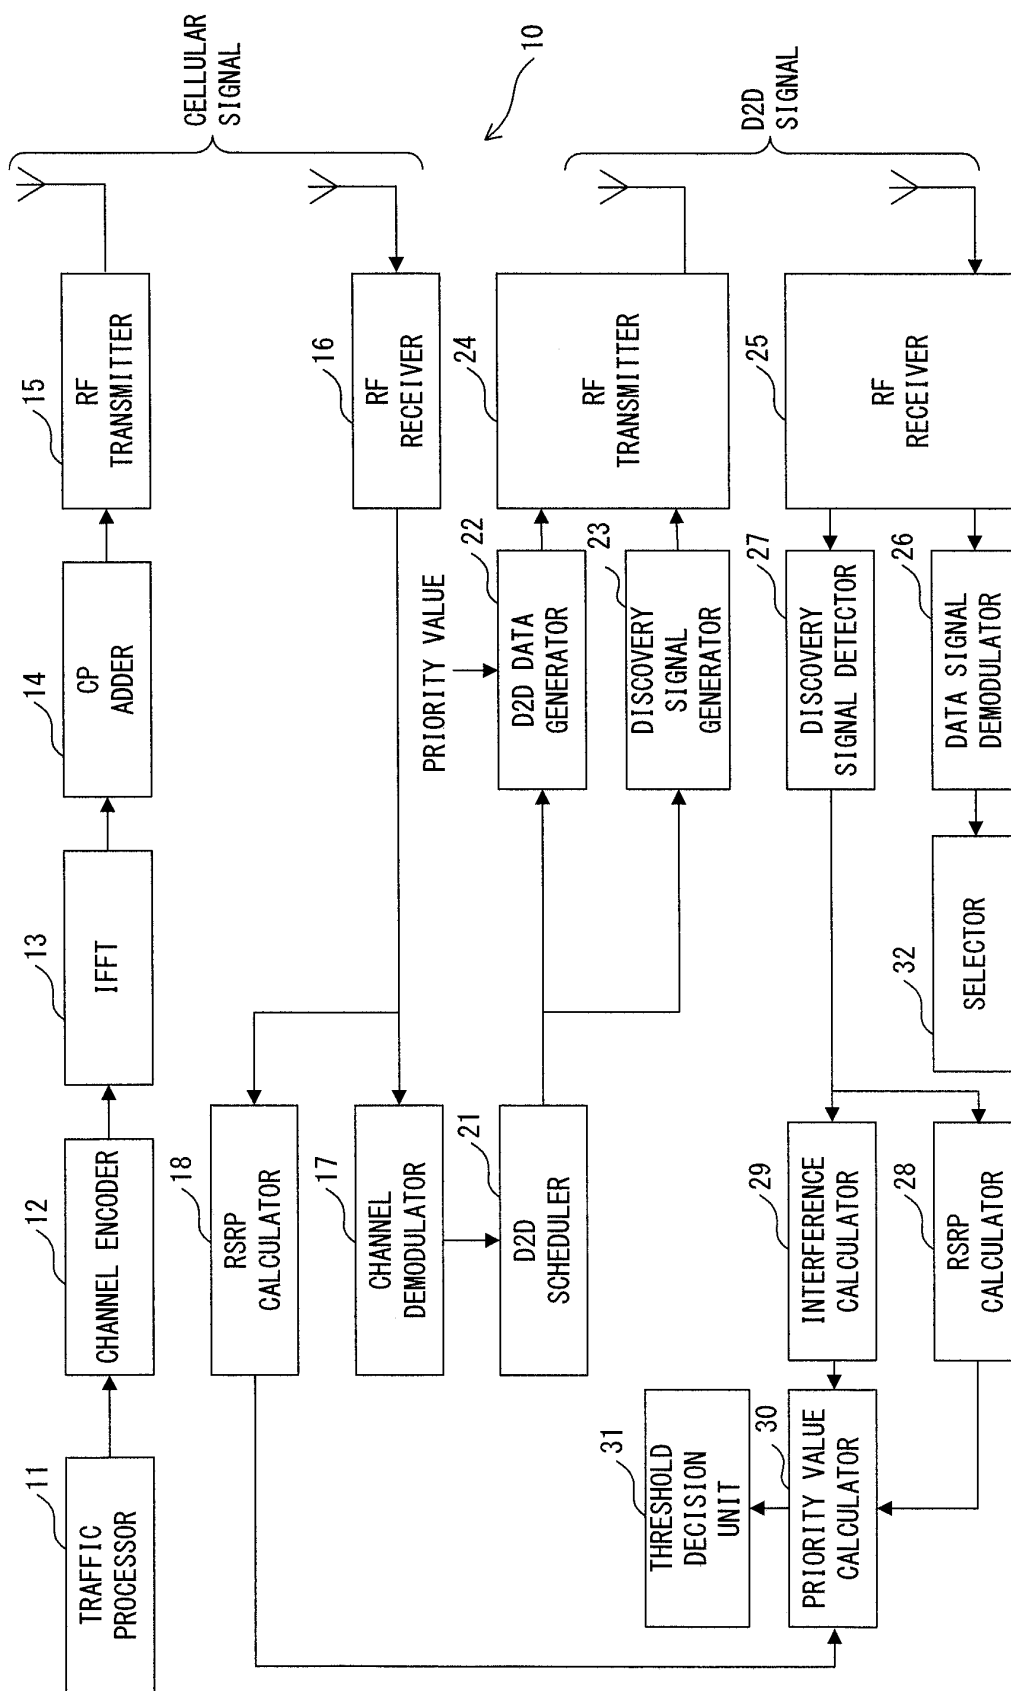 11
TRAFFIC
PROCESSOR
12
CHANNEL ENCODER
13
IFFT
14
CP
ADDER
15
RF
TRANSMITTER
CELLULAR
SIGNAL
18
RSRP
CALCULATOR
17
CHANNEL
DEMODULATOR
16
RF
RECEIVER
10
21
D2D
SCHEDULER
PRIORITY VALUE
22
D2D DATA
GENERATOR
23
DISCOVERY
SIGNAL
GENERATOR
24
RF
TRANSMITTER
D2D
SIGNAL
31
THRESHOLD
DECISION
UNIT
30
PRIORITY VALUE
CALCULATOR
29
INTERFERENCE
CALCULATOR
28
RSRP
CALCULATOR
27
DISCOVERY
SIGNAL DETECTOR
25
RF
RECEIVER
32
SELECTOR
26
DATA SIGNAL
DEMODULATOR